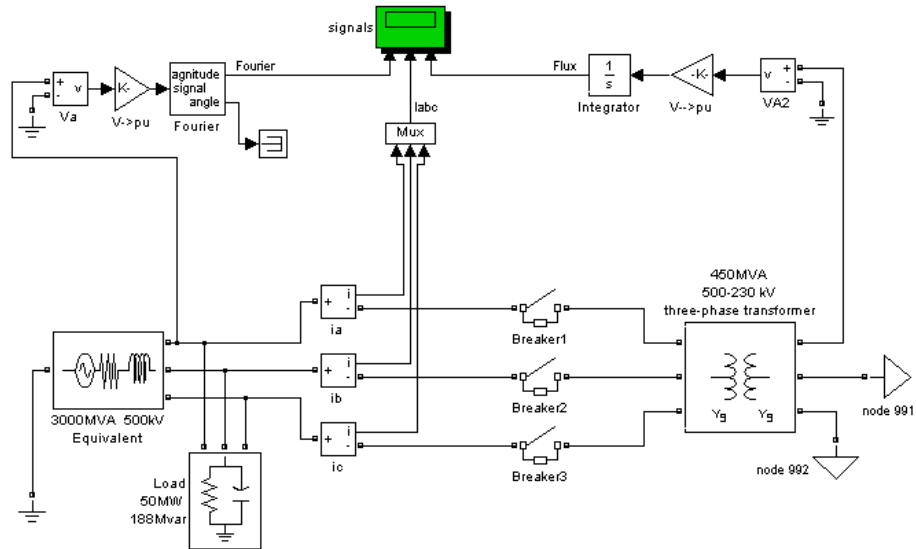 signals
+
-
v
Va
K-
V->pu
agnitude
signal
angle
Fourier
Fourier
Iabc
Mux
Flux
1
s
Integrator
-K-
V-->pu
v
+
-
VA2
3000MVA 500kV
Equivalent
Load
50MW
188Mvar
+
i
-
ia
+
i
-
ib
+
i
-
ic
Breaker1
Breaker2
Breaker3
450MVA
500-230 kV
three-phase transformer
Yg
Yg
node 991
node 992